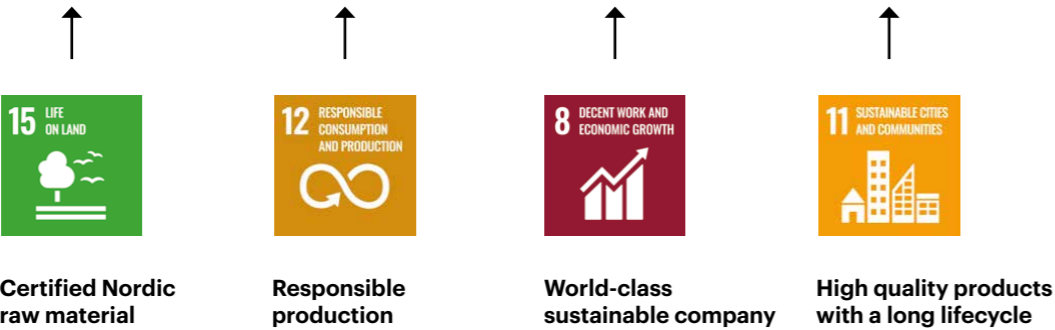 15 LIFE
ON LAND
12 RESPONSIBLE
CONSUMPTION
AND PRODUCTION
8 DECENT WORK AND
ECONOMIC GROWTH
11 SUSTAINABLE CITIES
AND COMMUNITIES
Certified Nordic
raw material
Responsible
production
World-class
sustainable company
High quality products
with a long lifecycle